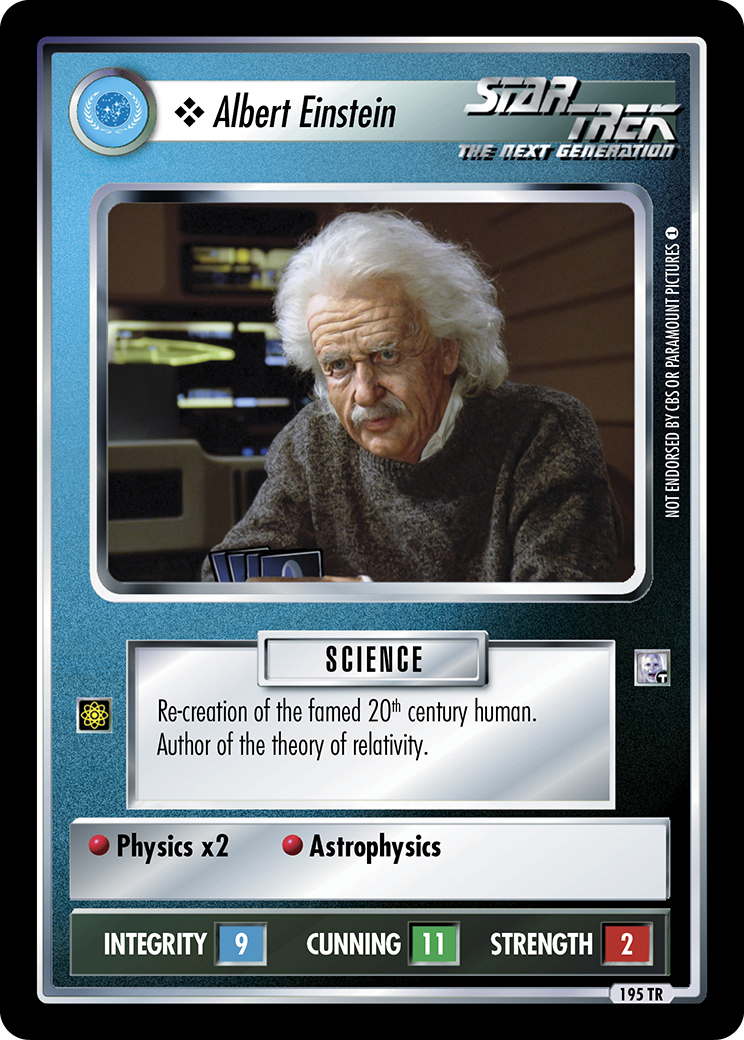 ❖ Albert Einstein
STAR TREK
THE NEXT GENERATION
NOT ENDORSED BY CBS OR PARAMOUNT PICTURES 1
SCIENCE
Re-creation of the famed 20th century human.
Author of the theory of relativity.
T
Physics x2 Astrophysics
INTEGRITY 9 CUNNING 11 STRENGTH 2
195 TR